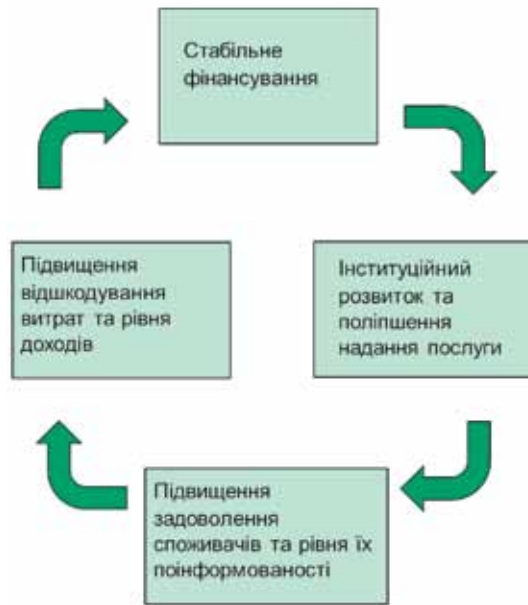 Стабільне
фінансування
Інституційний
розвиток та
поліпшення
надання послуги
Підвищення
задоволення
споживачів та рівня їх
поінформованості
Підвищення
відшкодування
витрат та рівня
доходів